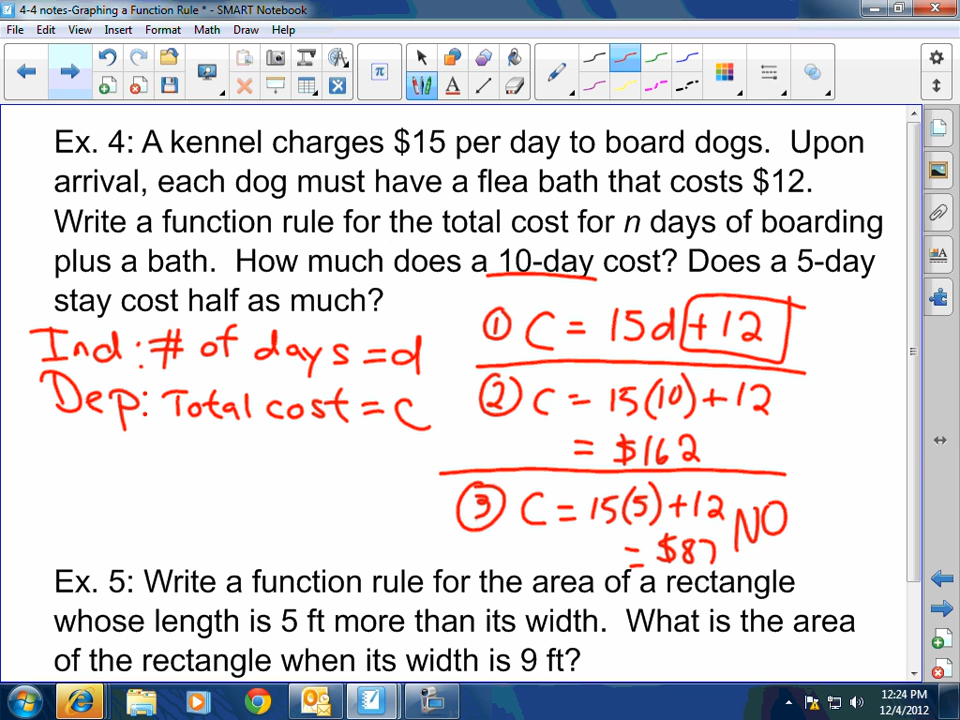 4-4 notes-Graphing a Function Rule * - SMART Notebook
File Edit View Insert Format Math Draw Help
Ex. 4: A kennel charges $15 per day to board dogs. Upon
arrival, each dog must have a flea bath that costs $12.
Write a function rule for the total cost for n days of boarding
plus a bath. How much does a 10-day cost? Does a 5-day
stay cost half as much?
Ind: # of days = d
Dep: Total cost = C
① C = 15d + 12
② C = 15(10) + 12
= $162
③ C = 15(5) + 12 NO
= $87
Ex. 5: Write a function rule for the area of a rectangle
whose length is 5 ft more than its width. What is the area
of the rectangle when its width is 9 ft?
12:24 PM
12/4/2012